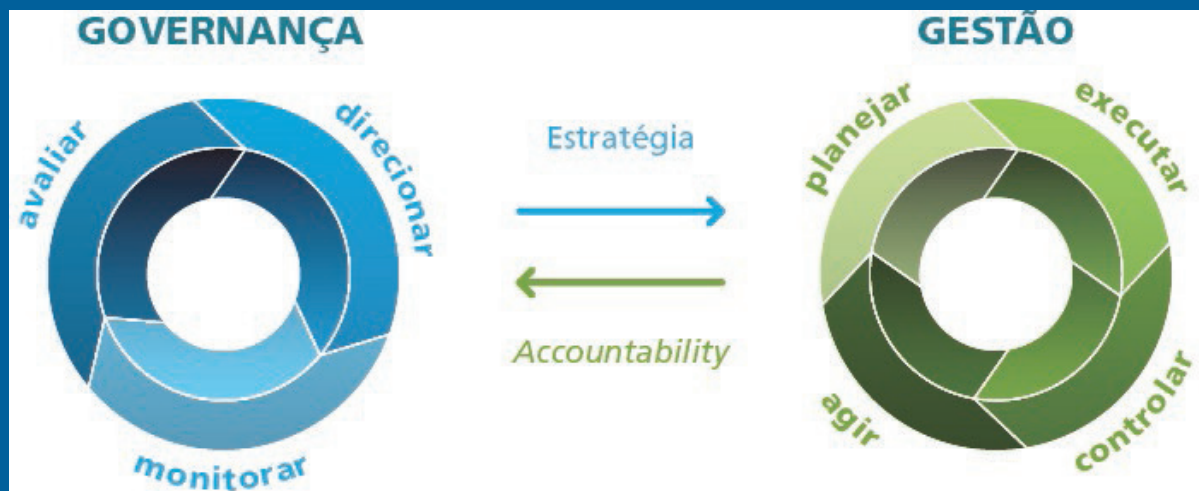 GOVERNANÇA
avaliar
direcionar
monitorar
Estratégia
Accountability
GESTÃO
planejar
executar
agir
controlar